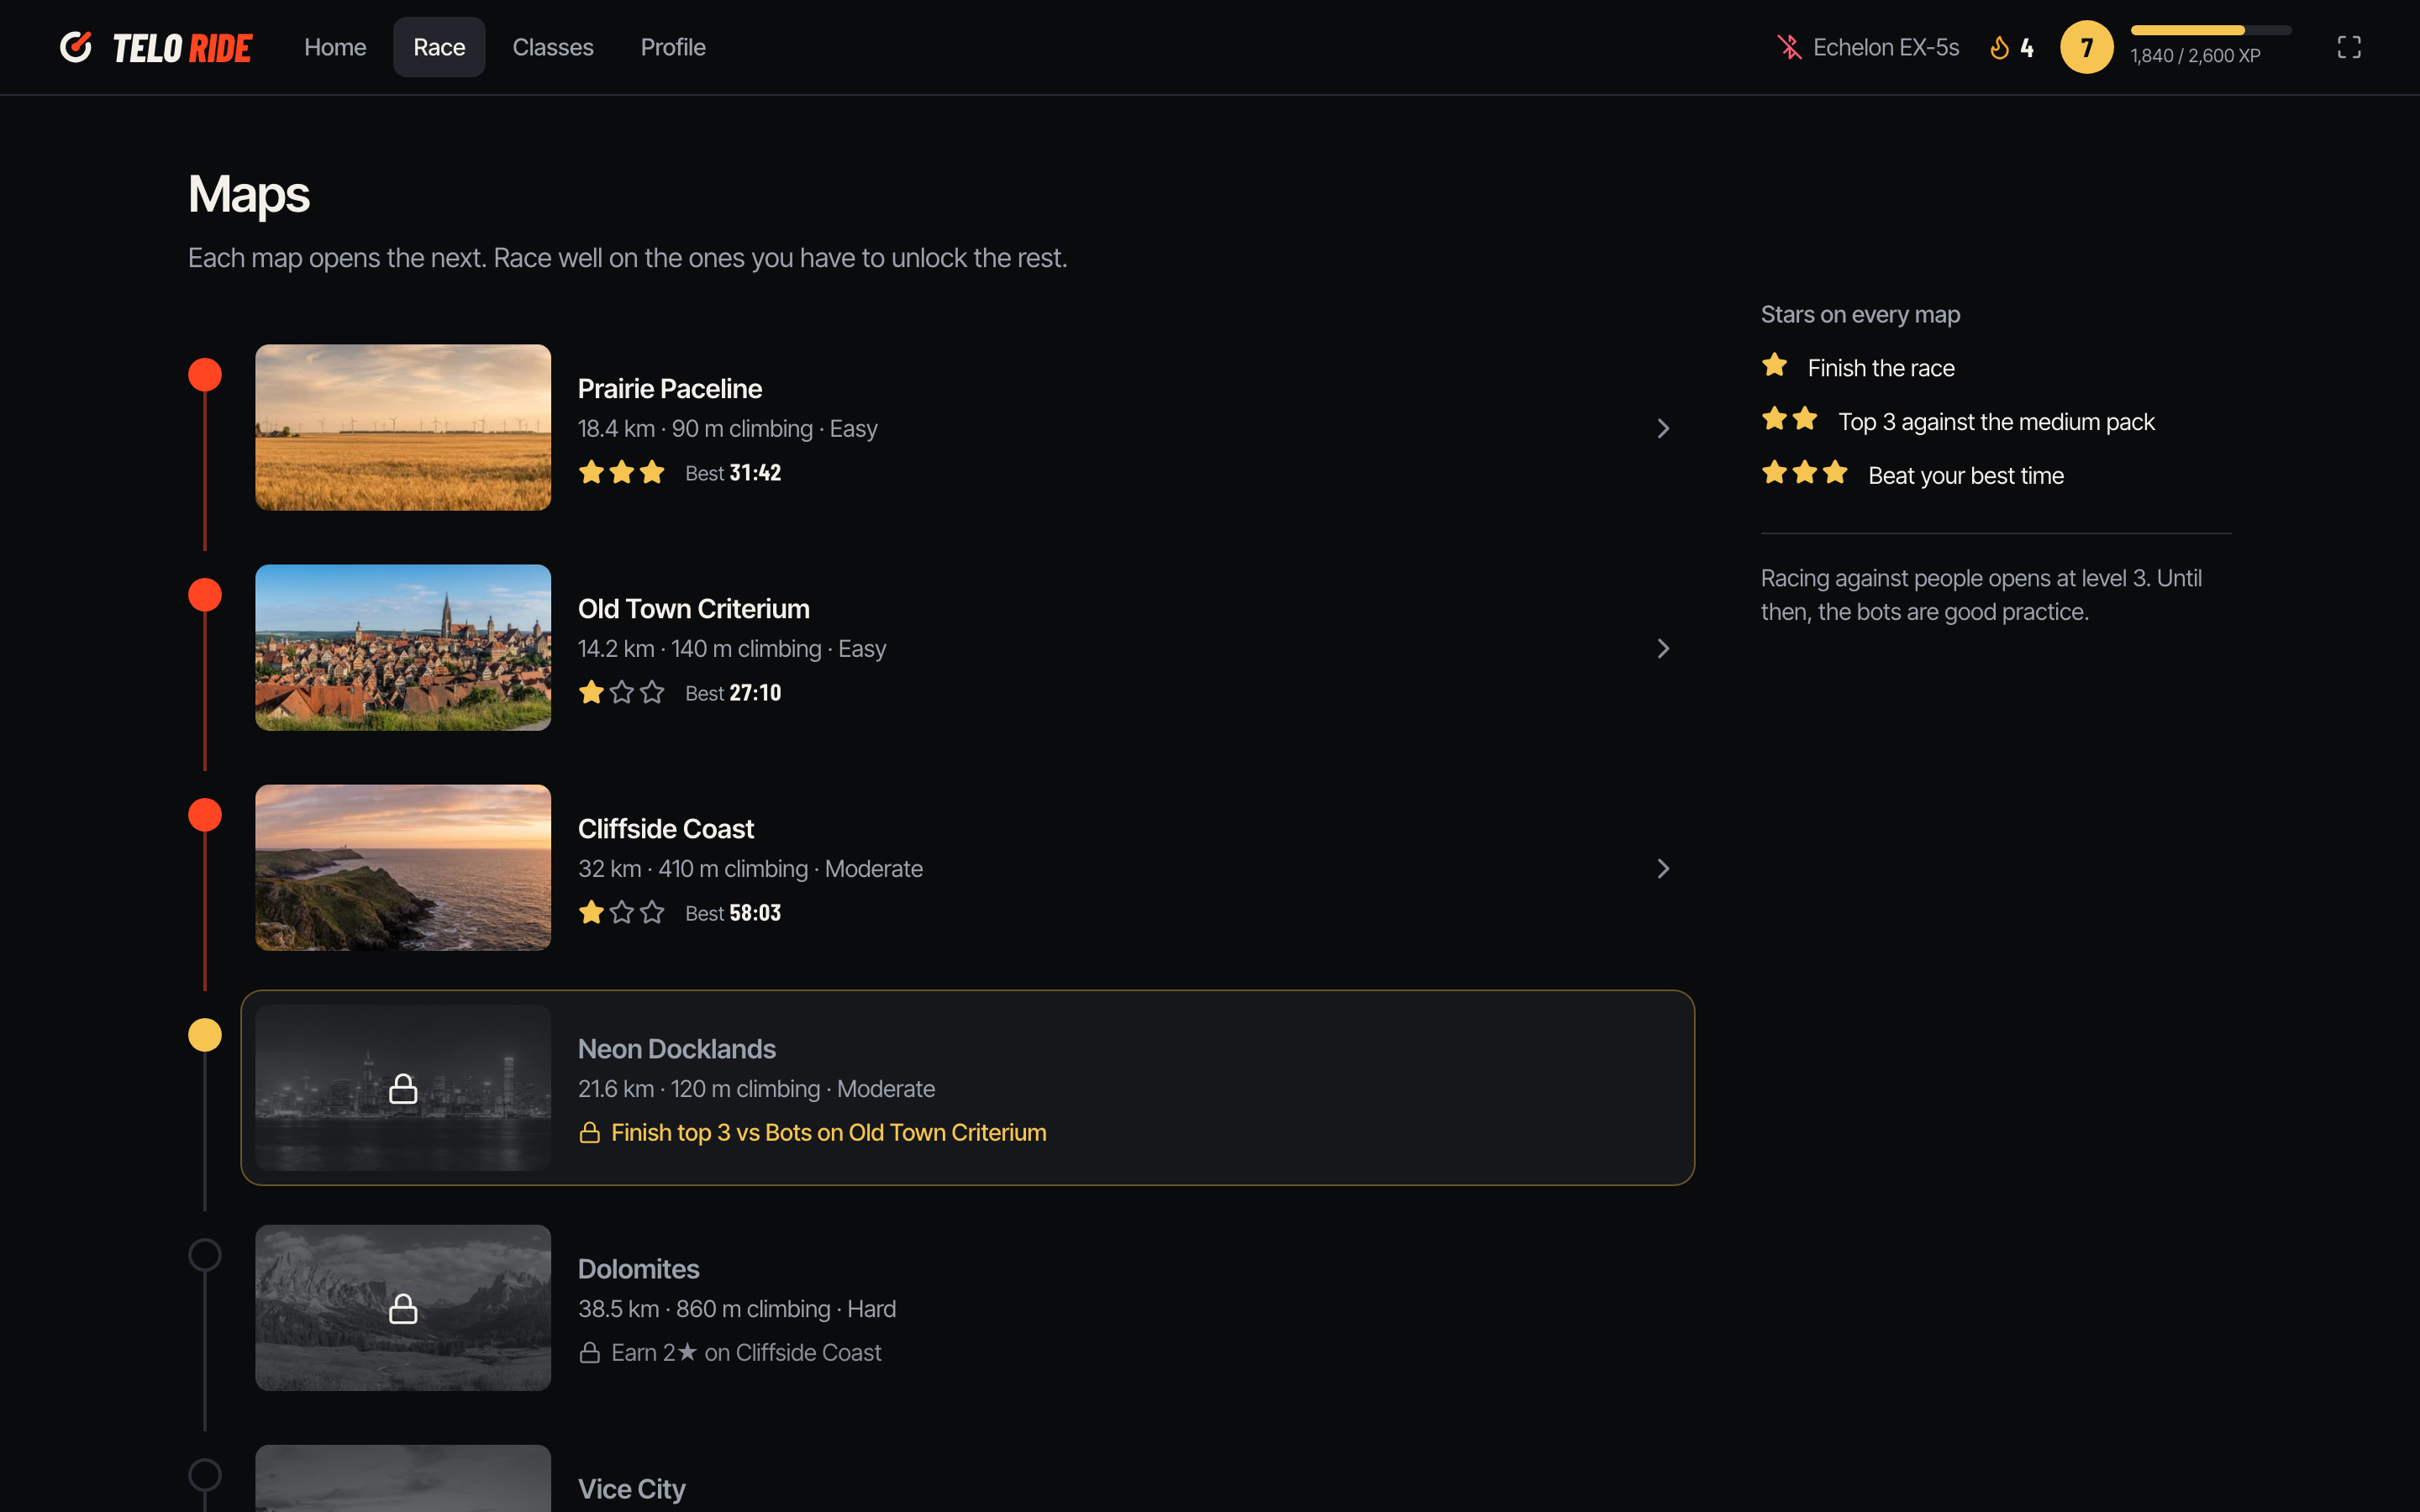 TELO RIDE
Home
Race
Classes
Profile
Echelon EX-5s
4
7
1,840 / 2,600 XP
Maps
Each map opens the next. Race well on the ones you have to unlock the rest.
Prairie Paceline
18.4 km · 90 m climbing · Easy
Best 31:42
Old Town Criterium
14.2 km · 140 m climbing · Easy
Best 27:10
Cliffside Coast
32 km · 410 m climbing · Moderate
Best 58:03
Neon Docklands
21.6 km · 120 m climbing · Moderate
Finish top 3 vs Bots on Old Town Criterium
Dolomites
38.5 km · 860 m climbing · Hard
Earn 2★ on Cliffside Coast
Vice City
Stars on every map
Finish the race
Top 3 against the medium pack
Beat your best time
Racing against people opens at level 3. Until
then, the bots are good practice.